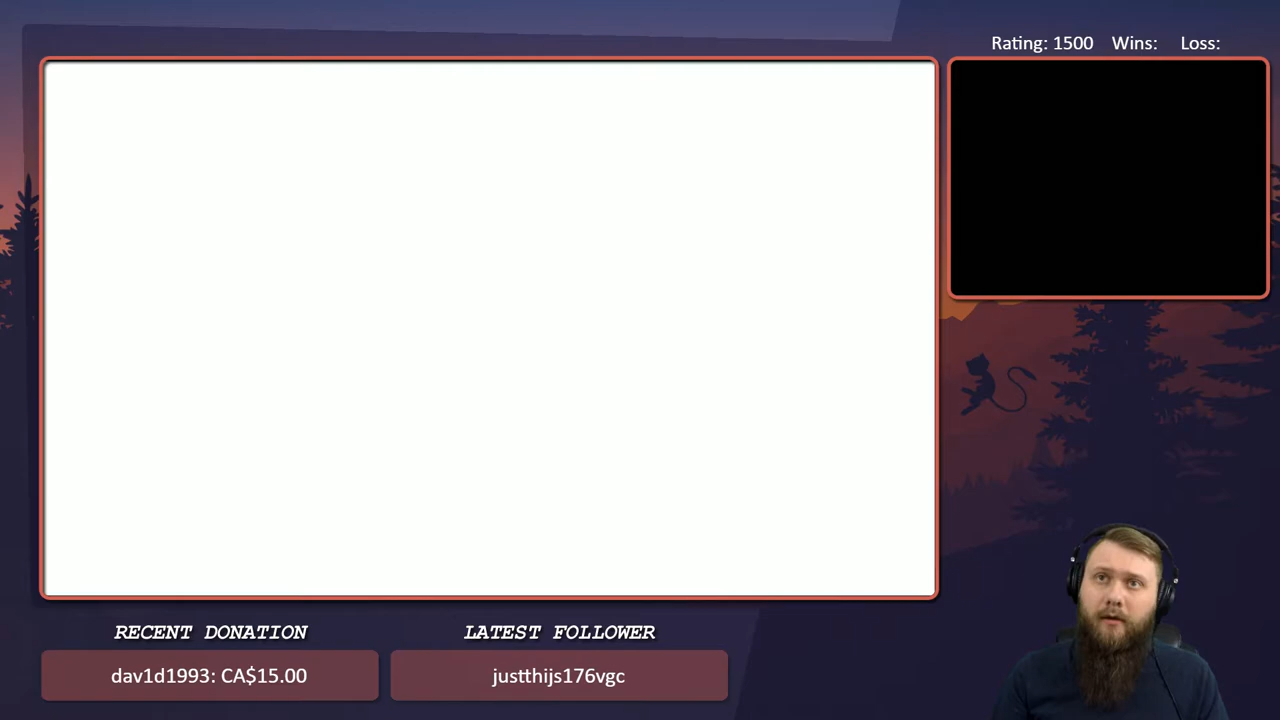 Rating: 1500 Wins: Loss:
RECENT DONATION
LATEST FOLLOWER
dav1d1993: CA$15.00
justthijs176vgc